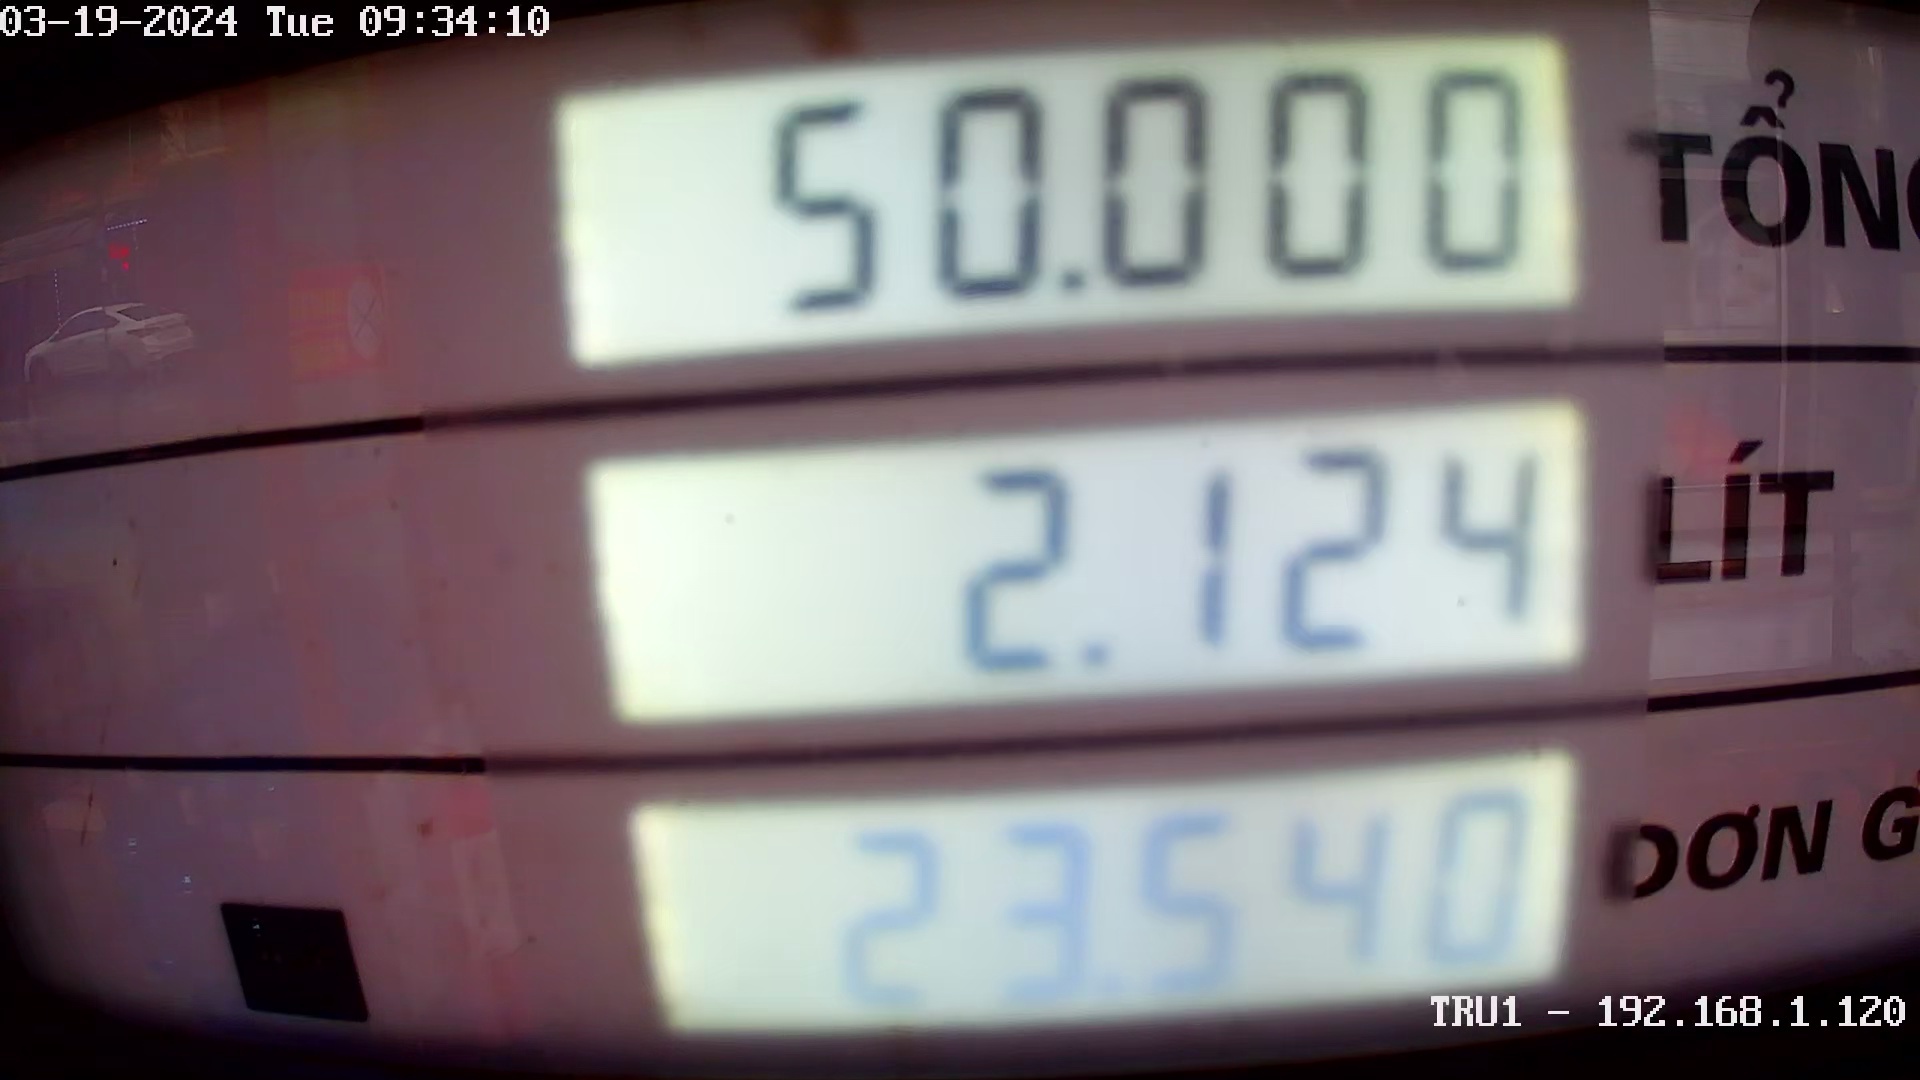 03-19-2024 Tue 09:34:10
50.000 TỔNG
2.124 LÍT
23.540 ĐƠN G
TRU1 - 192.168.1.120